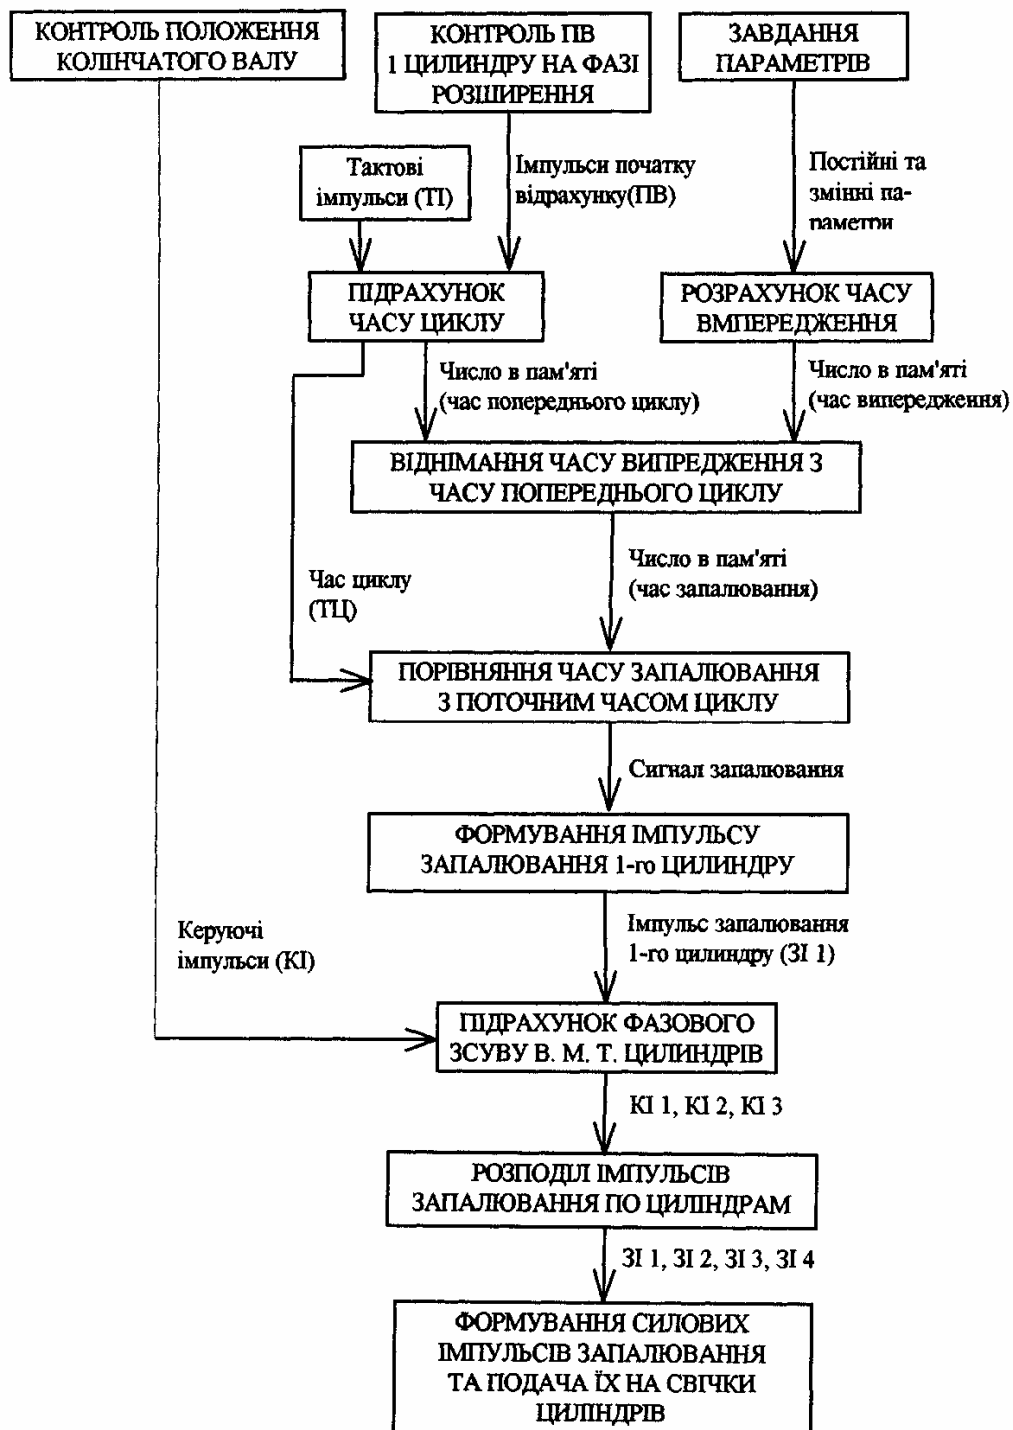 КОНТРОЛЬ ПОЛОЖЕННЯ
КОЛІНЧАТОГО ВАЛУ
КОНТРОЛЬ ПВ
1 ЦИЛИНДРУ НА ФАЗІ
РОЗШИРЕННЯ
ЗАВДАННЯ
ПАРАМЕТРІВ
Тактові
імпульси (ТІ)
Імпульси початку
відрахунку(ПВ)
Постійні та
змінні па-
раметри
ПІДРАХУНОК
ЧАСУ ЦИКЛУ
РОЗРАХУНОК ЧАСУ
ВМПЕРЕДЖЕННЯ
Число в пам'яті
(час попереднього циклу)
Число в пам'яті
(час випередження)
ВІДНІМАННЯ ЧАСУ ВИПРЕДЖЕННЯ З
ЧАСУ ПОПЕРЕДНЬОГО ЦИКЛУ
Число в пам'яті
(час запалювання)
Час циклу
(ТЦ)
ПОРІВНЯННЯ ЧАСУ ЗАПАЛЮВАННЯ
З ПОТОЧНИМ ЧАСОМ ЦИКЛУ
Сигнал запалювання
ФОРМУВАННЯ ІМПУЛЬСУ
ЗАПАЛЮВАННЯ 1-го ЦИЛИНДРУ
Керуючі
імпульси (КІ)
Імпульс запалювання
1-го цилиндру (ЗІ 1)
ПІДРАХУНОК ФАЗОВОГО
ЗСУВУ В. М. Т. ЦИЛИНДРІВ
КІ 1, КІ 2, КІ 3
РОЗПОДІЛ ІМПУЛЬСІВ
ЗАПАЛЮВАННЯ ПО ЦИЛІНДРАМ
ЗІ 1, ЗІ 2, ЗІ 3, ЗІ 4
ФОРМУВАННЯ СИЛОВИХ
ІМПУЛЬСІВ ЗАПАЛЮВАННЯ
ТА ПОДАЧА ЇХ НА СВІЧКИ
ЦИЛІНДРІВ